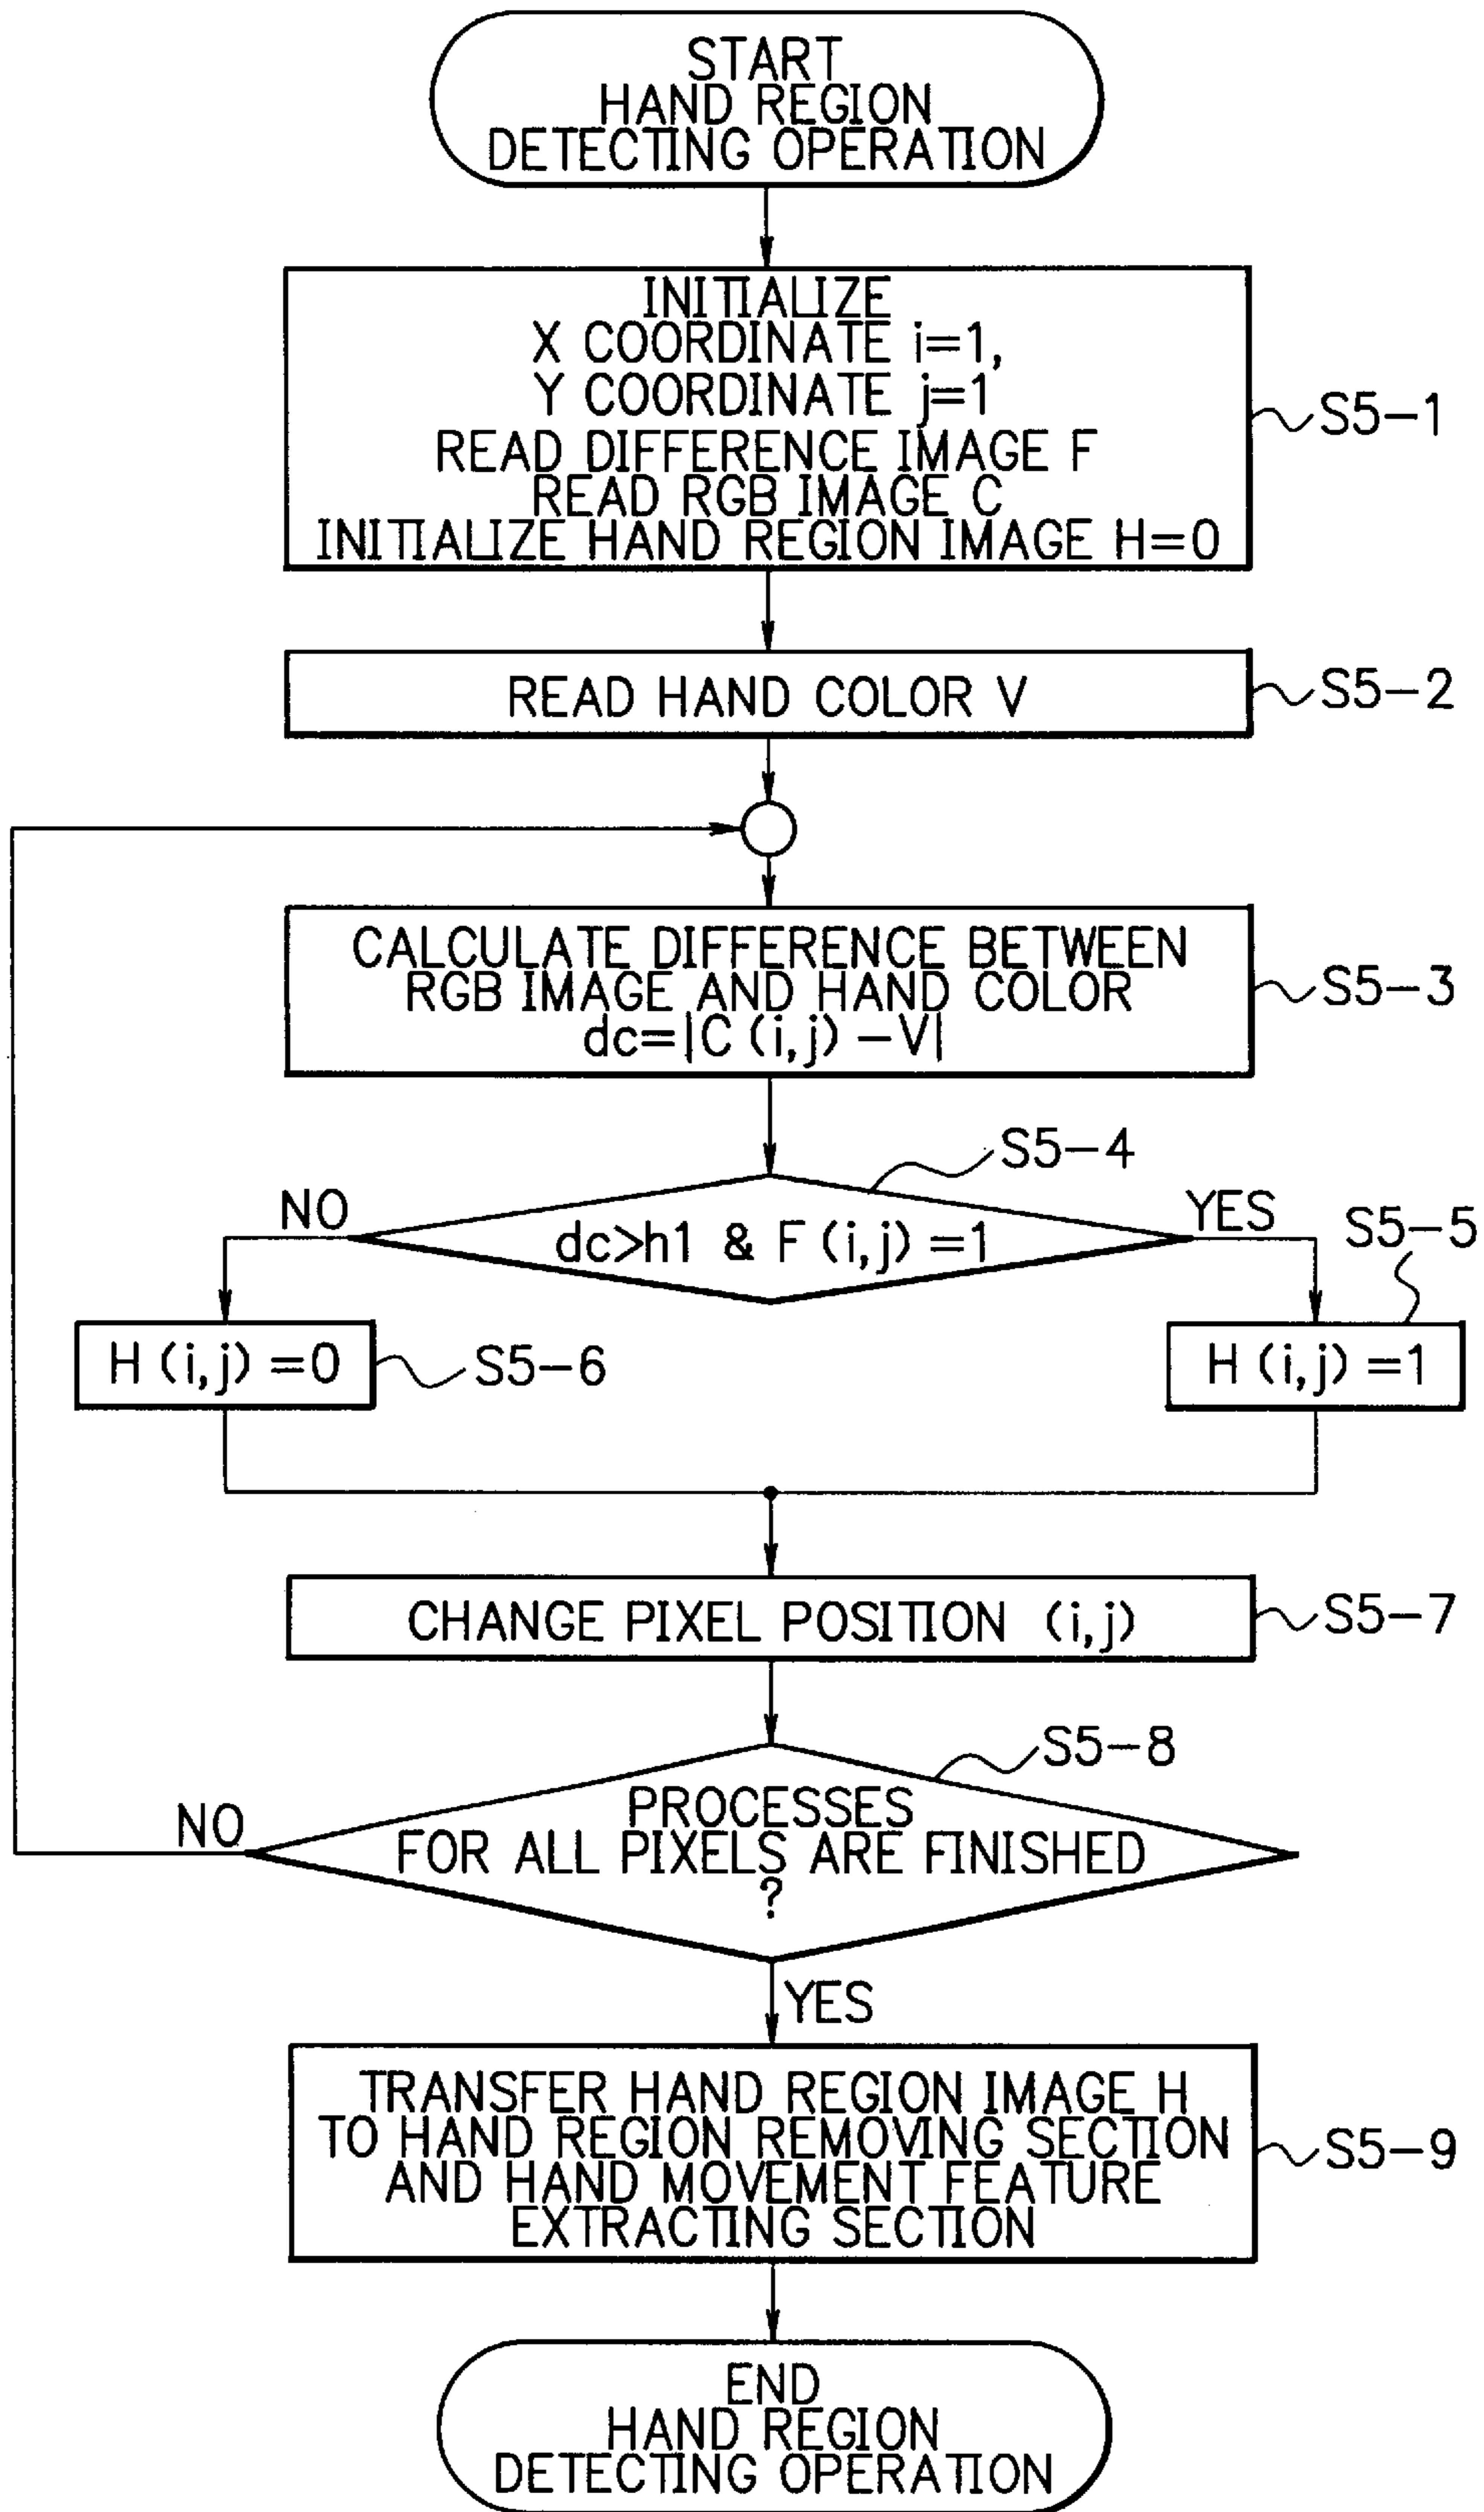 START
HAND REGION
DETECTING OPERATION
INITIALIZE
X COORDINATE i=1,
Y COORDINATE j=1
READ DIFFERENCE IMAGE F
READ RGB IMAGE C
INITIALIZE HAND REGION IMAGE H=0
S5-1
READ HAND COLOR V
S5-2
CALCULATE DIFFERENCE BETWEEN
RGB IMAGE AND HAND COLOR
dc=|C(i,j)-V|
S5-3
S5-4
NO
dc>h1 & F(i,j)=1
YES
S5-5
H(i,j)=0
S5-6
H(i,j)=1
CHANGE PIXEL POSITION (i,j)
S5-7
S5-8
NO
PROCESSES
FOR ALL PIXELS ARE FINISHED
?
YES
TRANSFER HAND REGION IMAGE H
TO HAND REGION REMOVING SECTION
AND HAND MOVEMENT FEATURE
EXTRACTING SECTION
S5-9
END
HAND REGION
DETECTING OPERATION